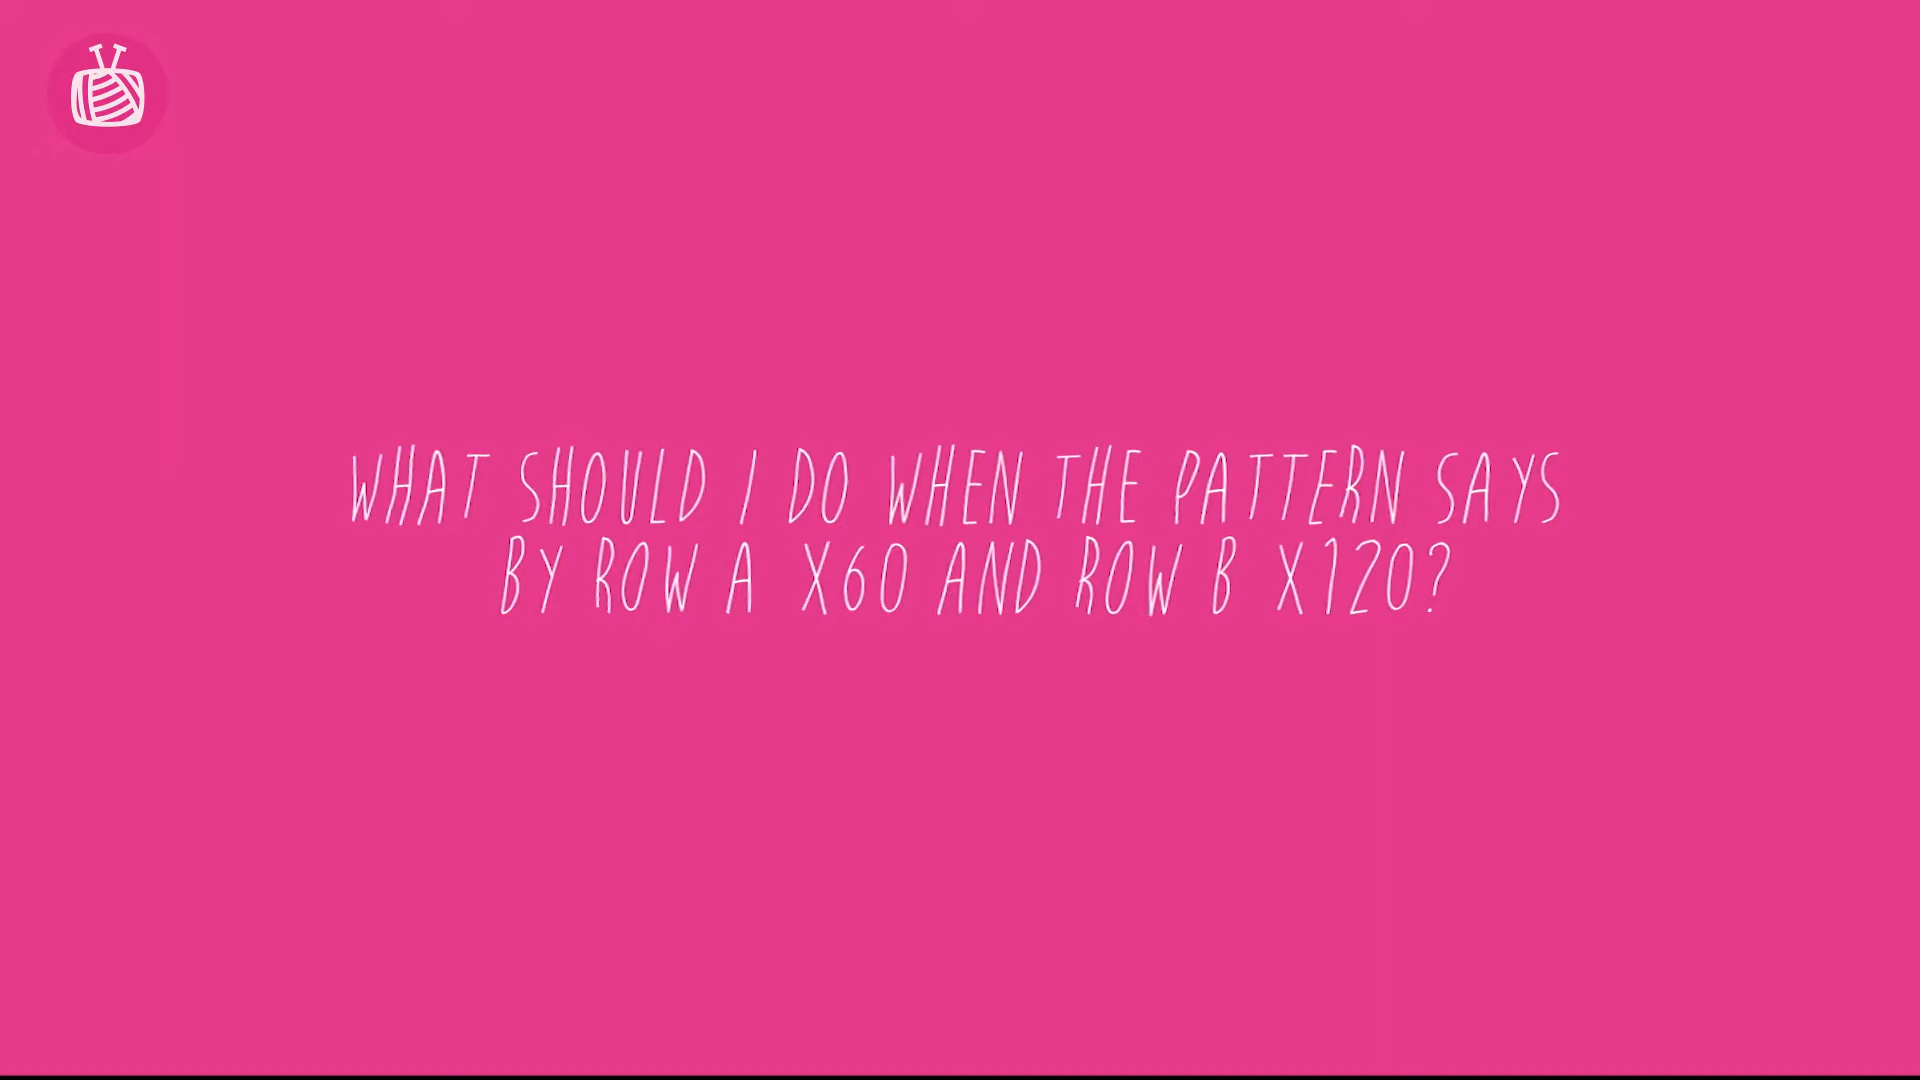 WHAT SHOULD I DO WHEN THE PATTERN SAYS
BY ROW A X60 AND ROW B X120?